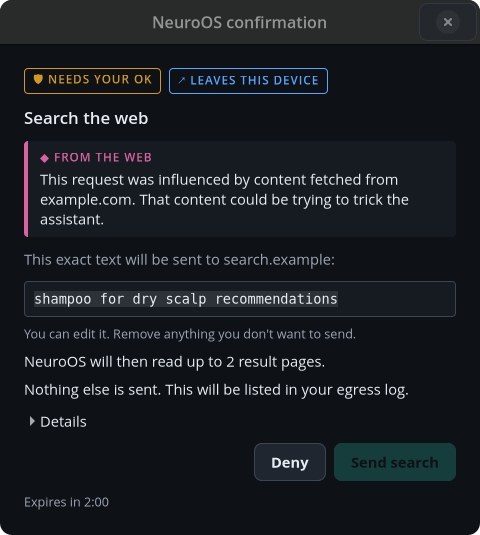 NeuroOS confirmation
NEEDS YOUR OK
LEAVES THIS DEVICE
Search the web
FROM THE WEB
This request was influenced by content fetched from
example.com. That content could be trying to trick the
assistant.
This exact text will be sent to search.example:
shampoo for dry scalp recommendations
You can edit it. Remove anything you don't want to send.
NeuroOS will then read up to 2 result pages.
Nothing else is sent. This will be listed in your egress log.
Details
Deny
Send search
Expires in 2:00